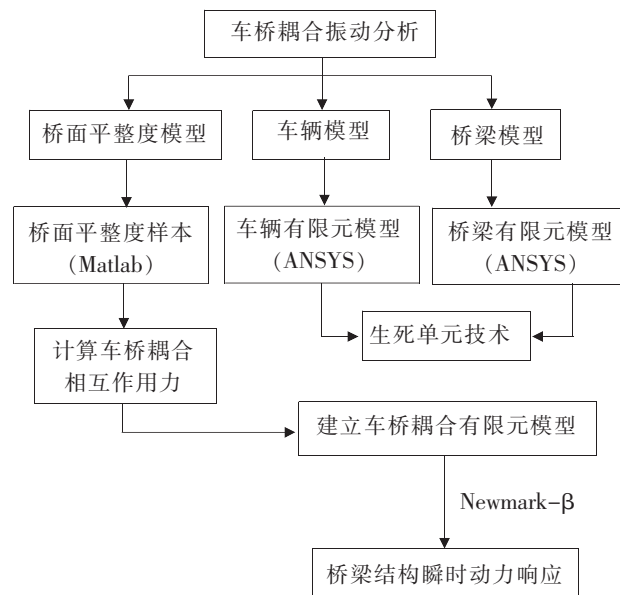 车桥耦合振动分析
桥面平整度模型
车辆模型
桥梁模型
桥面平整度样本
（Matlab）
车辆有限元模型
（ANSYS）
桥梁有限元模型
（ANSYS）
生死单元技术
计算车桥耦合
相互作用力
建立车桥耦合有限元模型
Newmark-β
桥梁结构瞬时动力响应